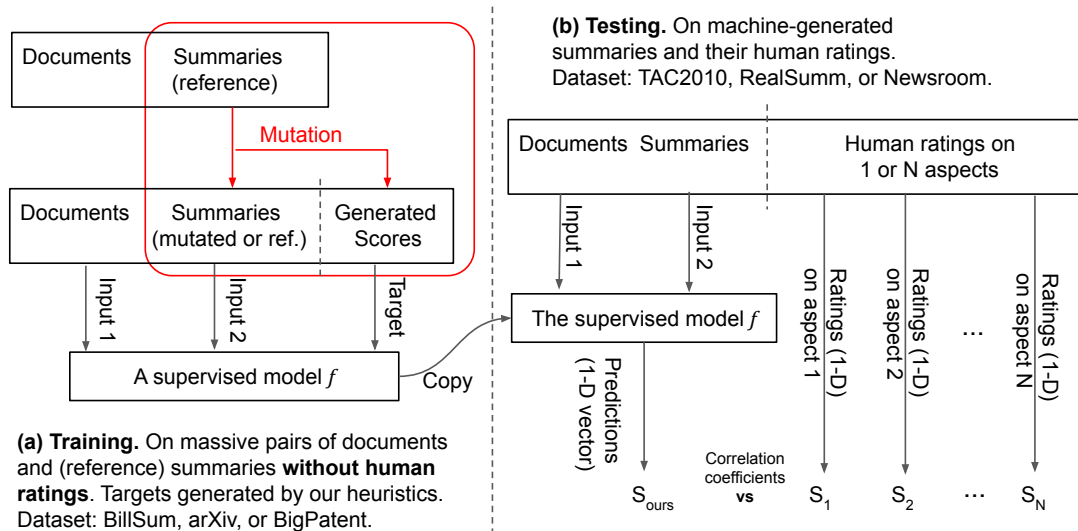 Documents
Summaries
(reference)
Mutation
Documents
Summaries
(mutated or ref.)
Generated
Scores
Input 1
Input 2
Target
A supervised model f
Copy
(a) Training. On massive pairs of documents
and (reference) summaries without human
ratings. Targets generated by our heuristics.
Dataset: BillSum, arXiv, or BigPatent.
(b) Testing. On machine-generated
summaries and their human ratings.
Dataset: TAC2010, RealSumm, or Newsroom.
Documents Summaries
Human ratings on
1 or N aspects
Input 1
Input 2
The supervised model f
Predictions
(1-D vector)
Ratings (1-D)
on aspect 1
Ratings (1-D)
on aspect 2
...
Ratings (1-D)
on aspect N
Sours
Correlation
coefficients
vs
S1
S2
...
SN